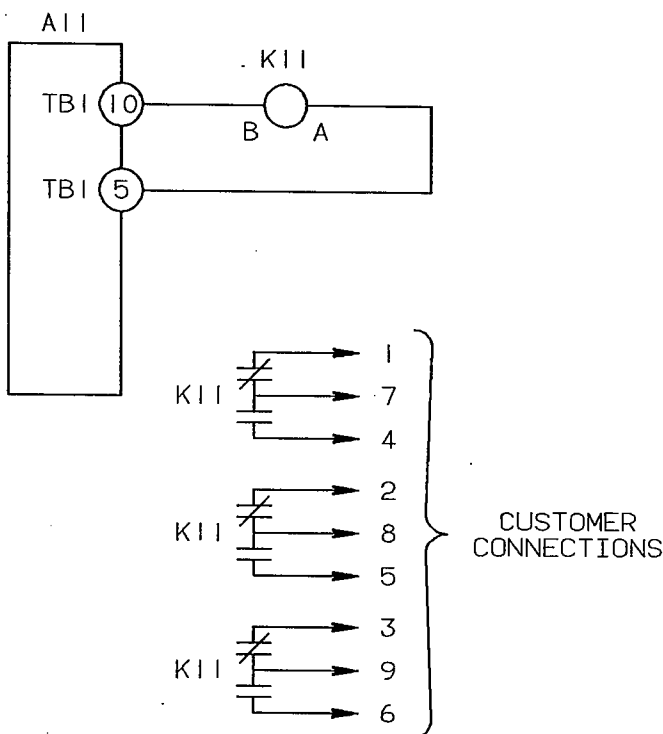 A11
K11
TB1 10
B A
TB1 5
1
K11 7
4
2
K11 8
5
CUSTOMER
CONNECTIONS
3
K11 9
6